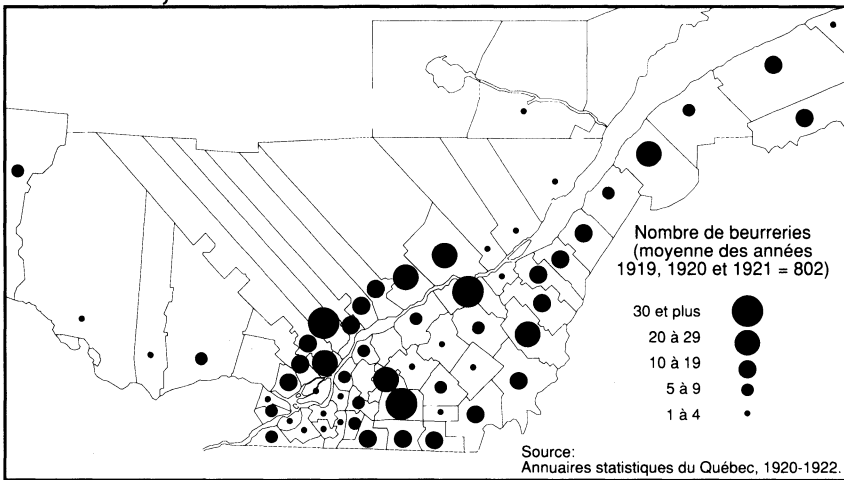 Nombre de beurreries
(moyenne des années
1919, 1920 et 1921 = 802)
30 et plus
20 à 29
10 à 19
5 à 9
1 à 4
Source:
Annuaires statistiques du Québec, 1920-1922.